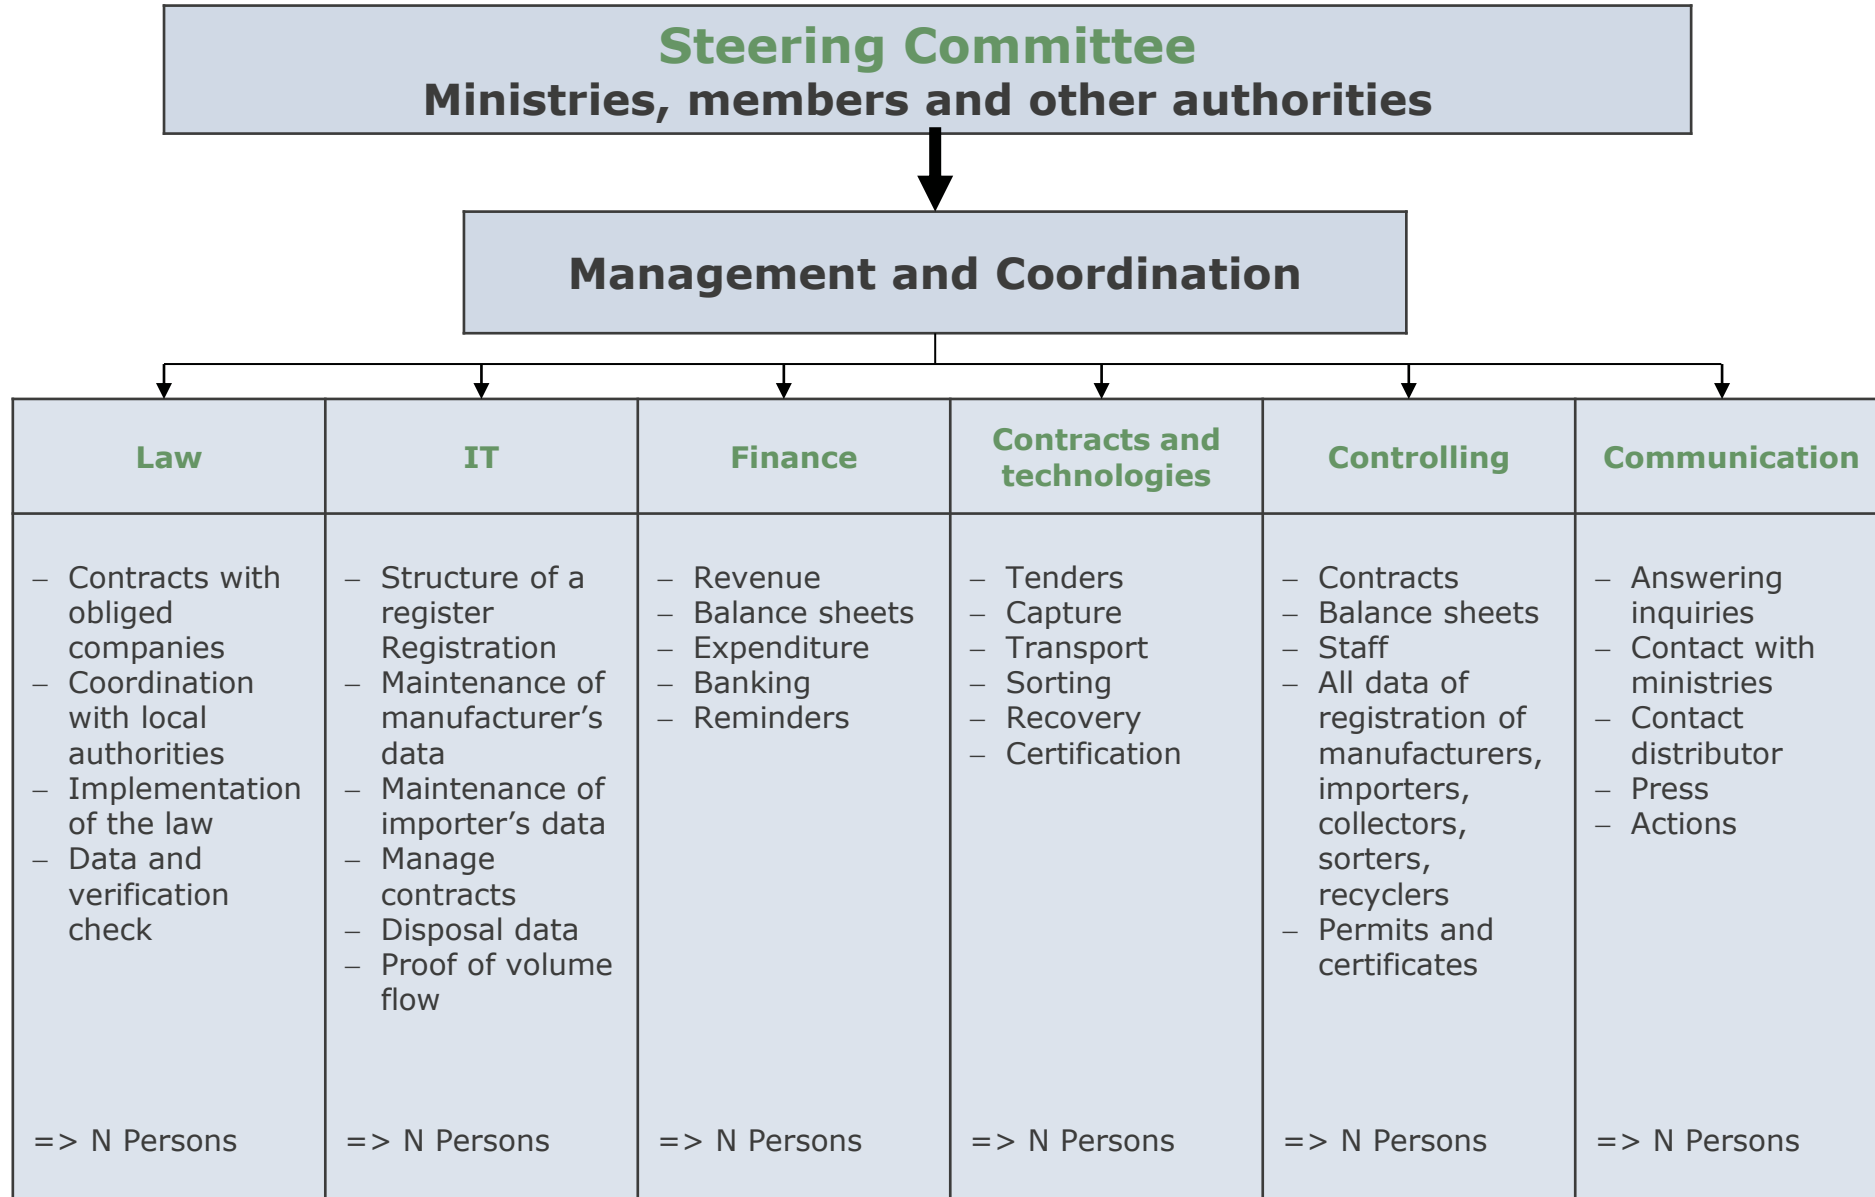 Steering Committee
Ministries, members and other authorities
Management and Coordination
Law
IT
Finance
Contracts and
technologies
Controlling
Communication
– Contracts with
obliged
companies
– Coordination
with local
authorities
– Implementation
of the law
– Data and
verification
check
=> N Persons
– Structure of a
register
Registration
– Maintenance of
manufacturer’s
data
– Maintenance of
importer’s data
– Manage
contracts
– Disposal data
– Proof of volume
flow
=> N Persons
– Revenue
– Balance sheets
– Expenditure
– Banking
– Reminders
=> N Persons
– Tenders
– Capture
– Transport
– Sorting
– Recovery
– Certification
=> N Persons
– Contracts
– Balance sheets
– Staff
– All data of
registration of
manufacturers,
importers,
collectors,
sorters,
recyclers
– Permits and
certificates
=> N Persons
– Answering
inquiries
– Contact with
ministries
– Contact
distributor
– Press
– Actions
=> N Persons